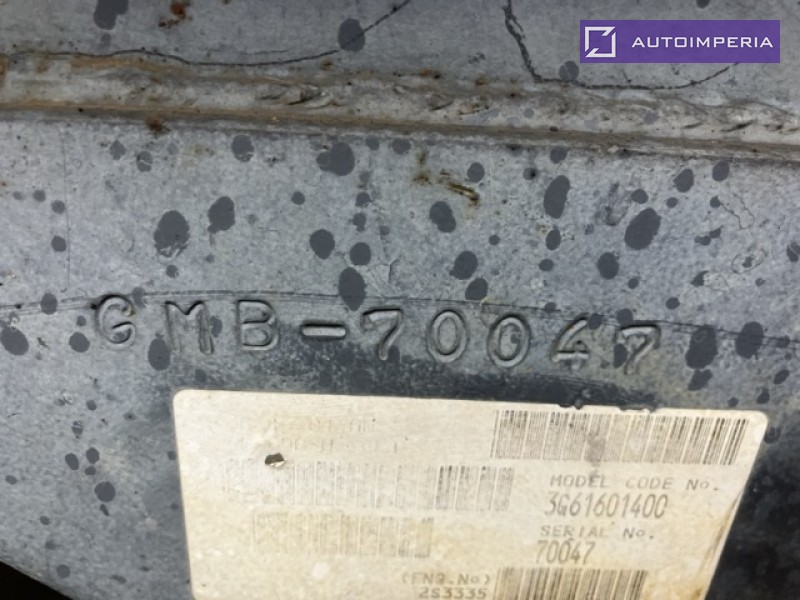 AUTOIMPERIA
GMB-70047
MODEL CODE No.
3G61601400
SERIAL No.
70047
(ENG.No)
2S3335